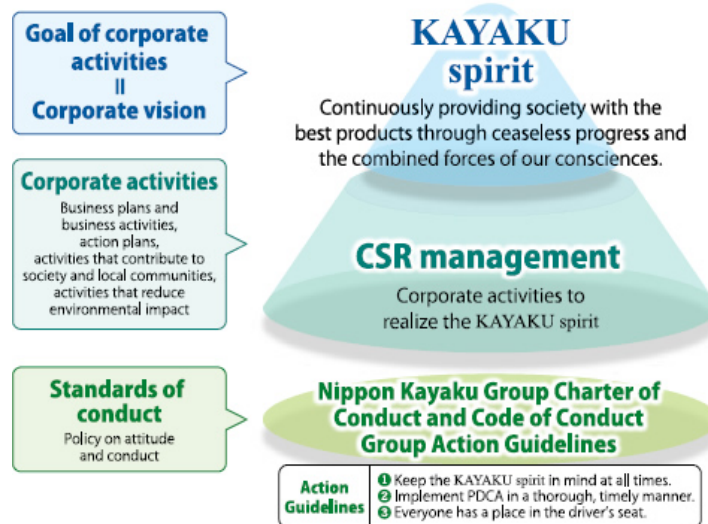 Goal of corporate
activities
=
Corporate vision
KAYAKU
spirit
Continuously providing society with the
best products through ceaseless progress and
the combined forces of our consciences.
Corporate activities
Business plans and
business activities,
action plans,
activities that contribute to
society and local communities,
activities that reduce
environmental impact
CSR management
Corporate activities to
realize the KAYAKU spirit
Standards of
conduct
Policy on attitude
and conduct
Nippon Kayaku Group Charter of
Conduct and Code of Conduct
Group Action Guidelines
Action
Guidelines
❶ Keep the KAYAKU spirit in mind at all times.
❷ Implement PDCA in a thorough, timely manner.
❸ Everyone has a place in the driver's seat.